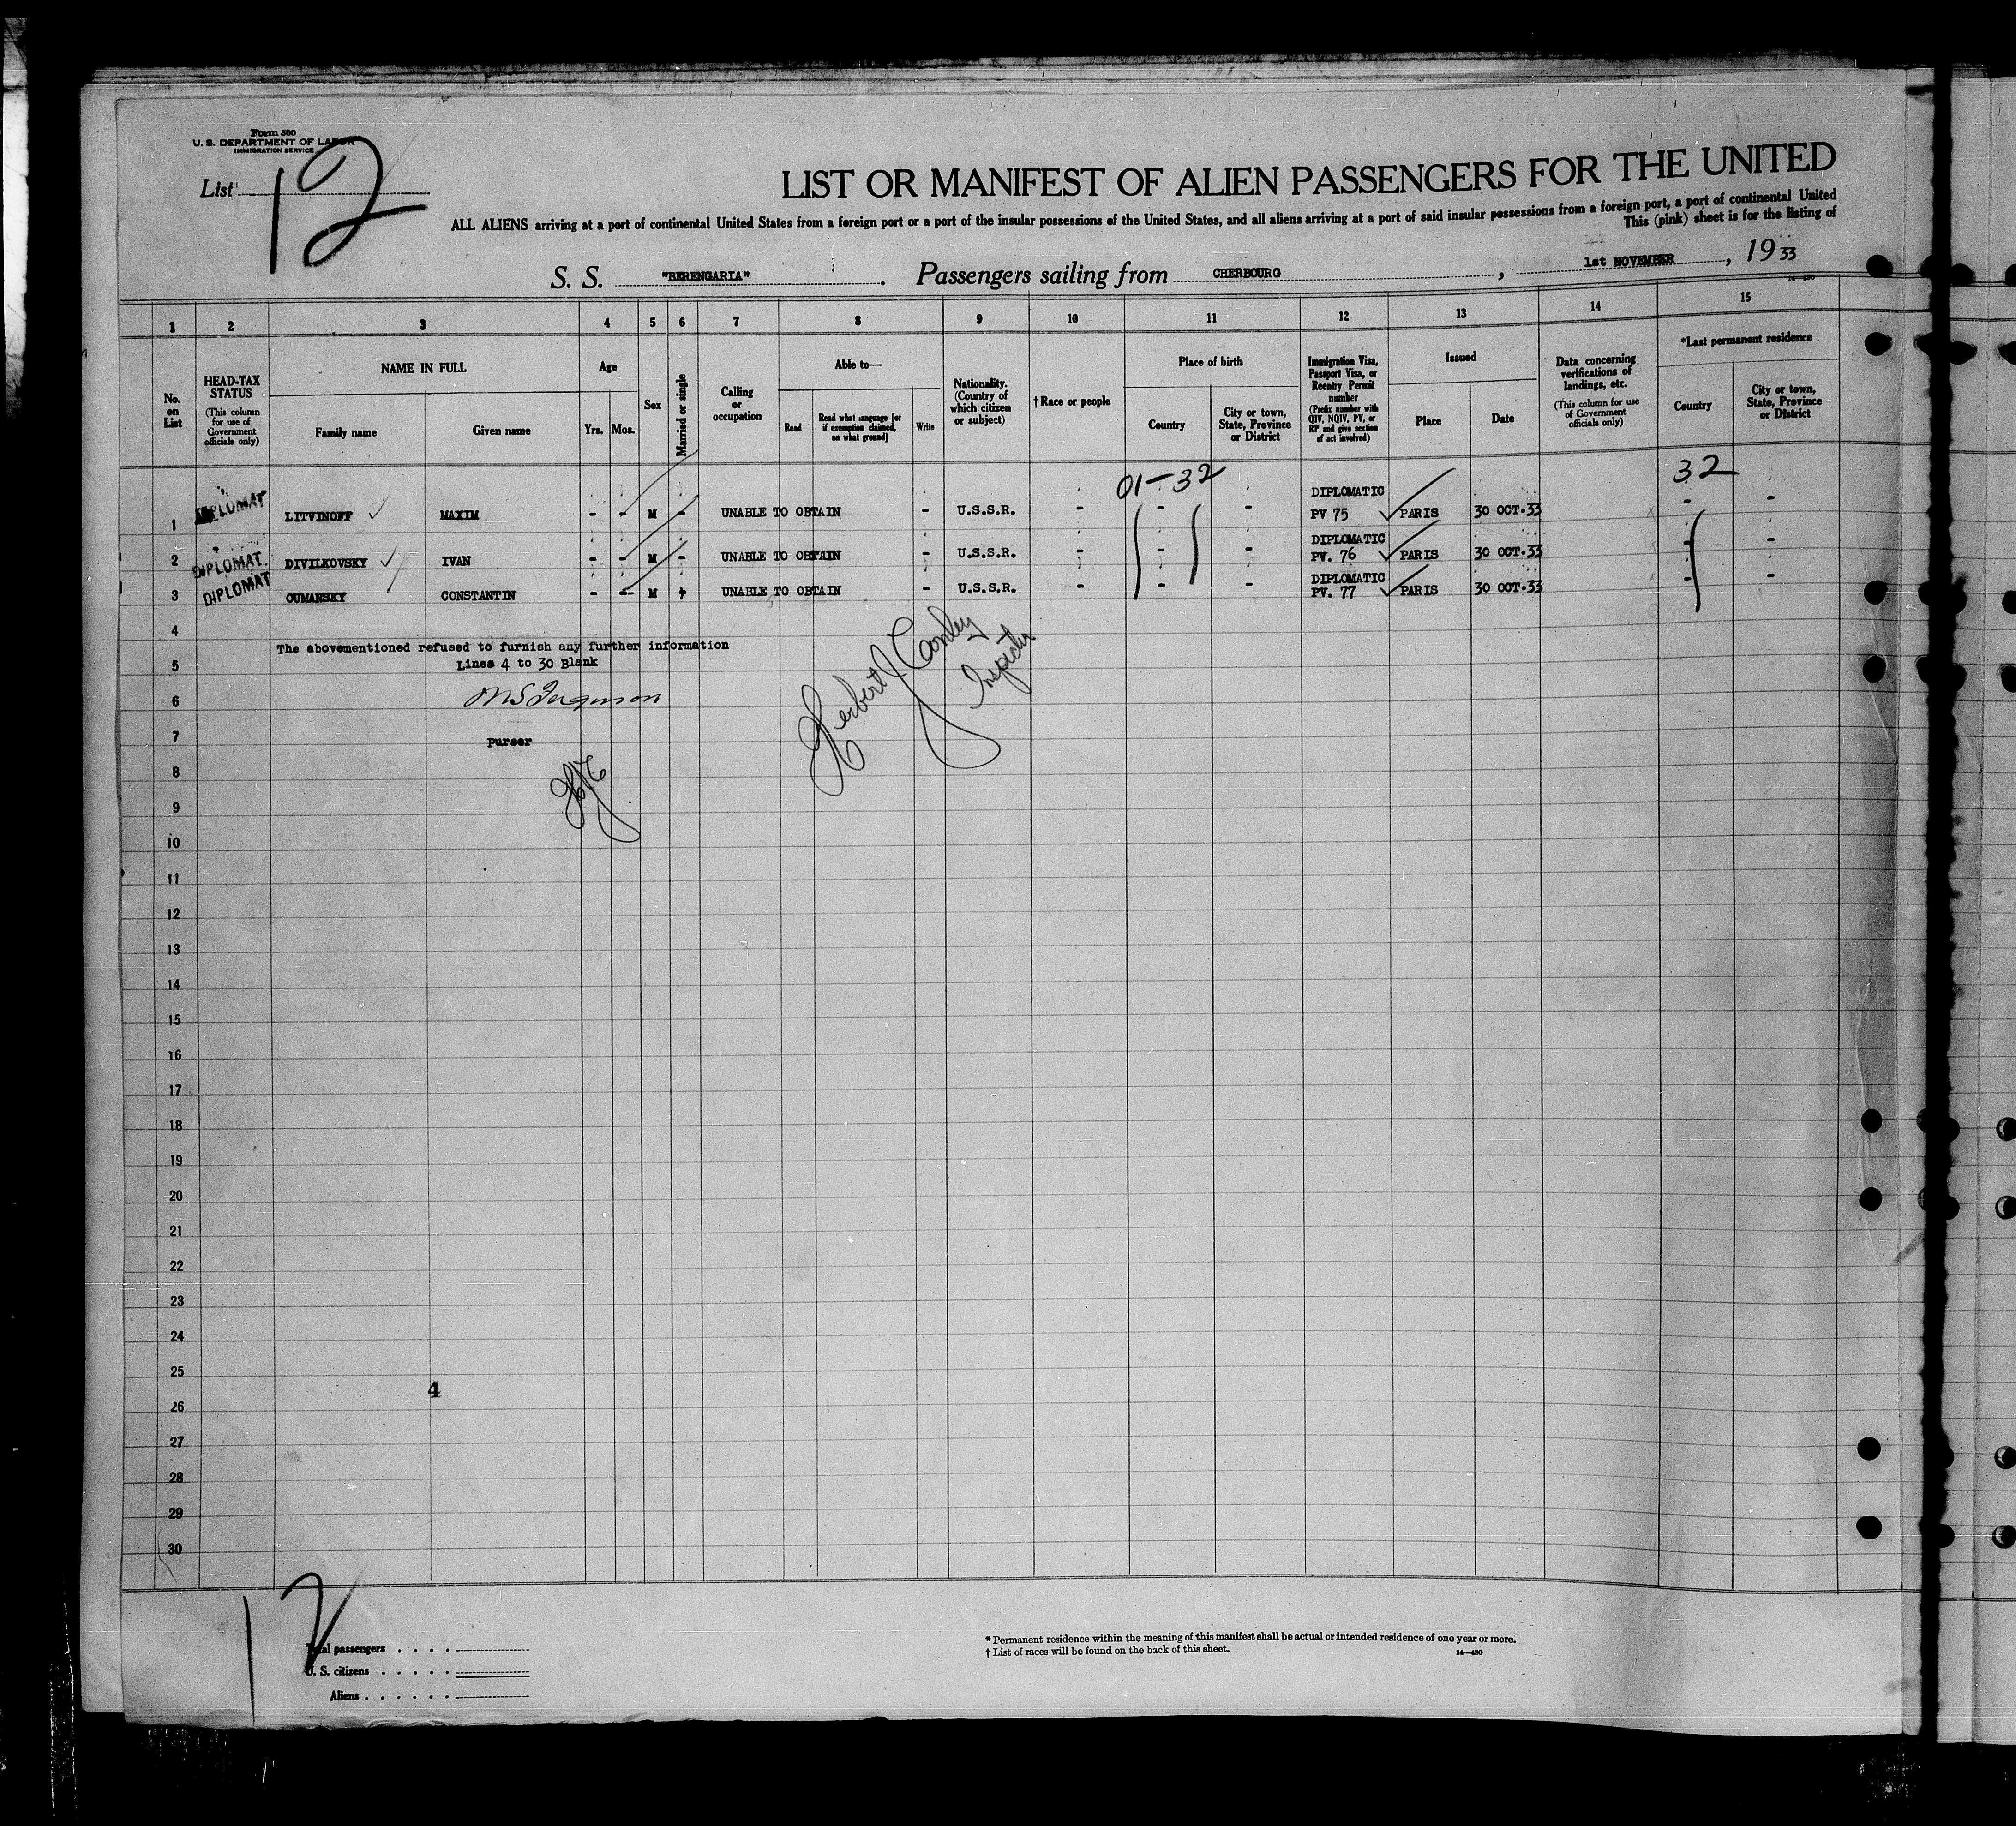 Form 500
U. S. DEPARTMENT OF LABOR
IMMIGRATION SERVICE
List 12
LIST OR MANIFEST OF ALIEN PASSENGERS FOR THE UNITED
ALL ALIENS arriving at a port of continental United States from a foreign port or a port of the insular possessions of the United States, and all aliens arriving at a port of said insular possessions from a foreign port, a port of continental United
This (pink) sheet is for the listing of
S. S. "BERENGARIA". Passengers sailing from CHERBOURG, 1st NOVEMBER, 1933
14—430
1 2 3 4 5 6 7 8 9 10 11 12 13 14 15
No. on List
HEAD-TAX STATUS
(This column for use of Government officials only)
NAME IN FULL
Family name
Given name
Age
Yrs. Mos.
Sex
Married or single
Calling or occupation
Able to—
Read
Read what language [or if exemption claimed, on what ground]
Write
Nationality. (Country of which citizen or subject)
†Race or people
Place of birth
Country
City or town, State, Province or District
Immigration Visa, Passport Visa, or Reentry Permit number
(Prefix number with QIV, NQIV, PV, or RP and give section of act involved)
Issued
Place
Date
Data concerning verifications of landings, etc.
(This column for use of Government officials only)
*Last permanent residence
Country
City or town, State, Province or District
01-32 32
1 DIPLOMAT LITVINOFF MAXIM - - M - UNABLE TO OBTAIN - U.S.S.R. - - - DIPLOMATIC PV 75 PARIS 30 OCT.33 - -
2 DIPLOMAT DIVILKOVSKY IVAN - - M - UNABLE TO OBTAIN - U.S.S.R. - - - DIPLOMATIC PV. 76 PARIS 30 OCT.33 - -
3 DIPLOMAT OUMANSKY CONSTANTIN - - M - UNABLE TO OBTAIN - U.S.S.R. - - - DIPLOMATIC PV. 77 PARIS 30 OCT.33 - -
4
The abovementioned refused to furnish any further information
5
Lines 4 to 30 Blank
6
M S Ferguson
Herbert J Conley
Inspector
7
Purser
8
9
10
11
12
13
14
15
16
17
18
19
20
21
22
23
24
25
4
26
27
28
29
30
12
Total passengers . . . .
U. S. citizens . . . . .
Aliens . . . . . .
* Permanent residence within the meaning of this manifest shall be actual or intended residence of one year or more.
† List of races will be found on the back of this sheet.
14—430